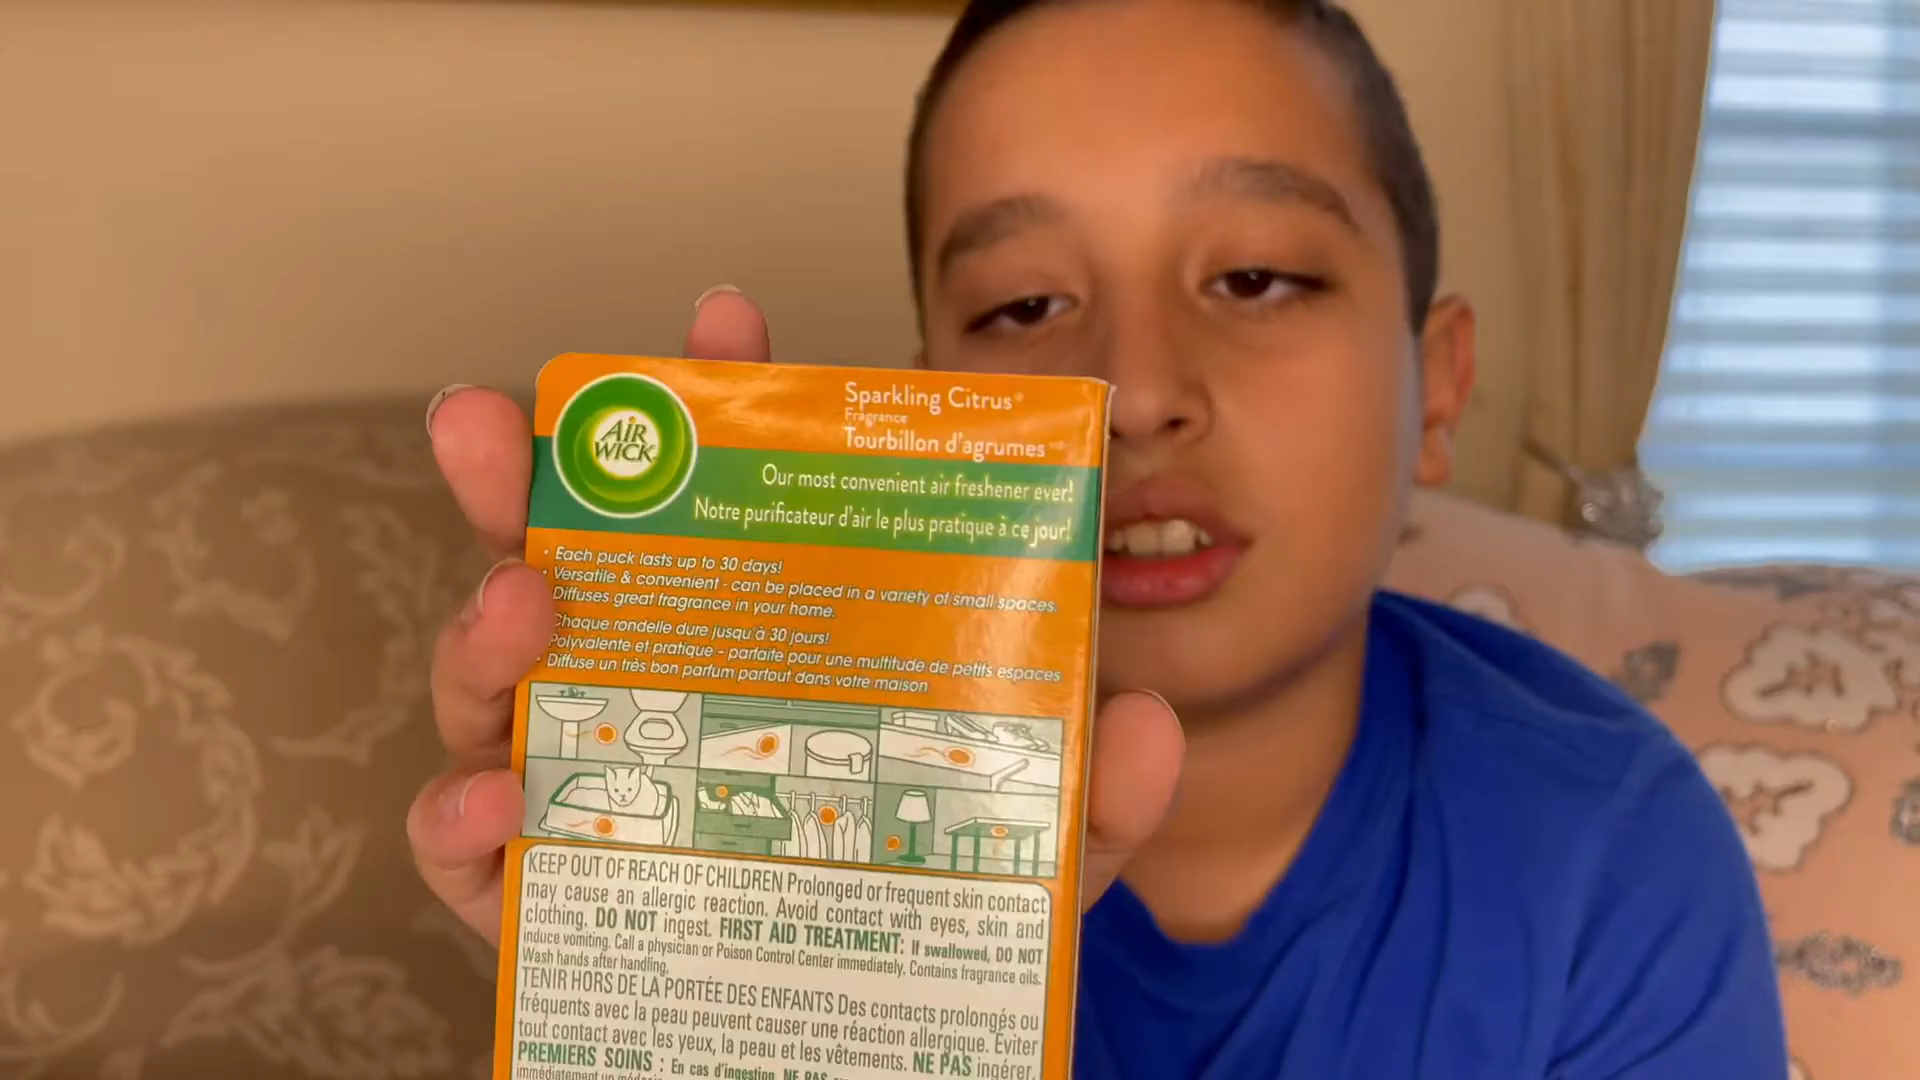 AiR
WICK
Sparkling Citrus
Fragrance
Tourbillon d'agrumes
Our most convenient air freshener ever!
Notre purificateur d'air le plus pratique à ce jour!
• Each puck lasts up to 30 days!
• Versatile & convenient - can be placed in a variety of small spaces.
Diffuses great fragrance in your home.
Chaque rondelle dure jusqu'à 30 jours!
Polyvalente et pratique - parfaite pour une multitude de petits espaces
• Diffuse un très bon parfum partout dans votre maison
KEEP OUT OF REACH OF CHILDREN Prolonged or frequent skin contact
may cause an allergic reaction. Avoid contact with eyes, skin and
clothing. DO NOT ingest. FIRST AID TREATMENT: If swallowed, DO NOT
induce vomiting. Call a physician or Poison Control Center immediately. Contains fragrance oils.
Wash hands after handling.
TENIR HORS DE LA PORTÉE DES ENFANTS Des contacts prolongés ou
fréquents avec la peau peuvent causer une réaction allergique. Éviter
tout contact avec les yeux, la peau et les vêtements. NE PAS ingérer.
PREMIERS SOINS : En cas d'ingestion, NE PAS
immédiatement un